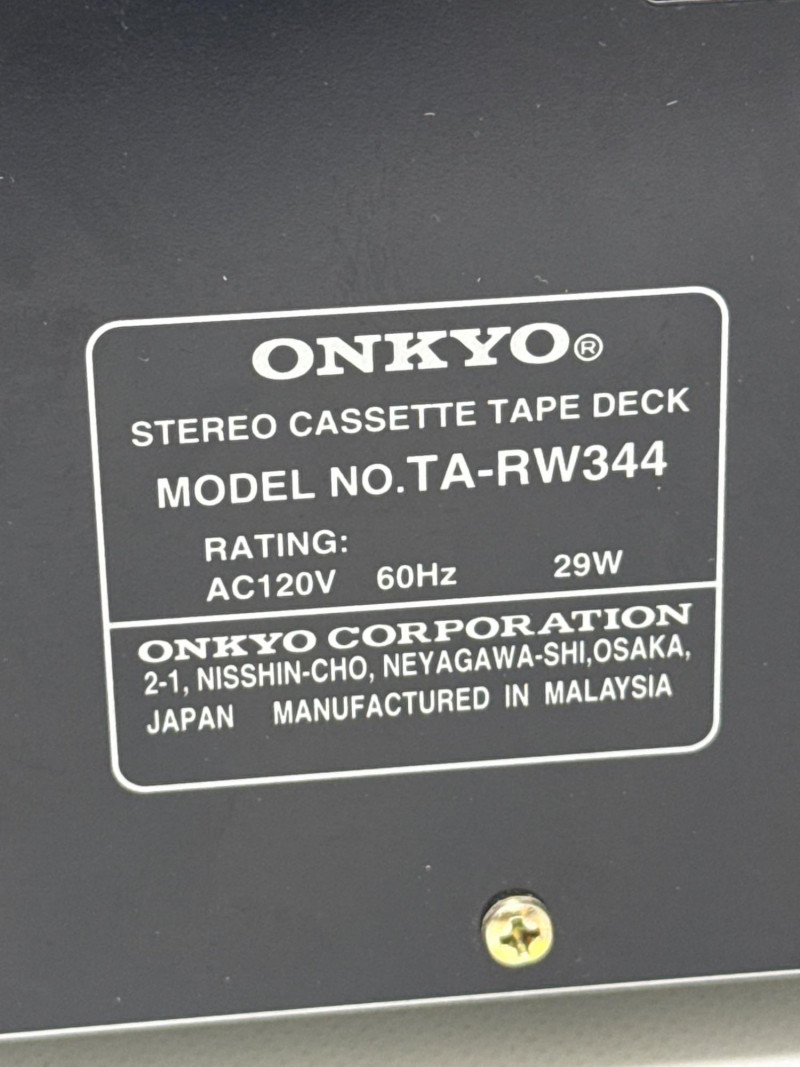 ONKYO®
STEREO CASSETTE TAPE DECK
MODEL NO.TA-RW344
RATING:
AC120V 60Hz 29W
ONKYO CORPORATION
2-1, NISSHIN-CHO, NEYAGAWA-SHI,OSAKA,
JAPAN MANUFACTURED IN MALAYSIA